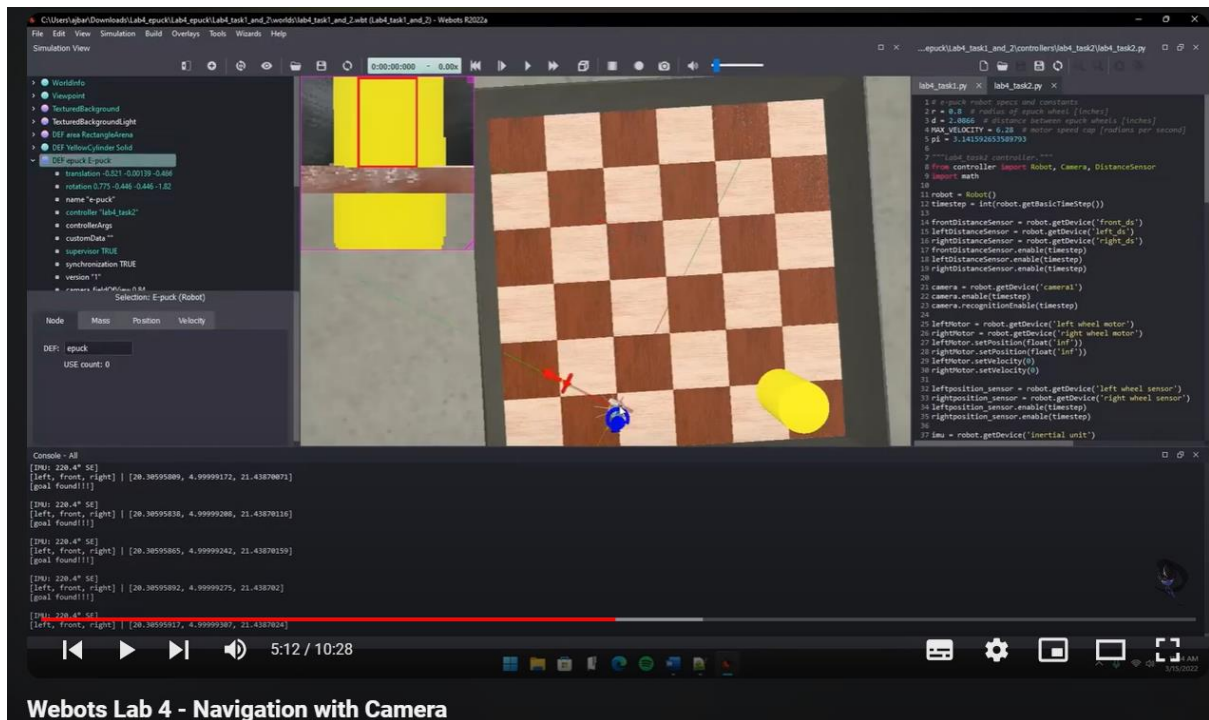 C:\Users\ajbar\Downloads\Lab4_epuck\Lab4_epuck\Lab4_task1_and_2\worlds\lab4_task1_and_2.wbt (Lab4_task1_and_2) - Webots R2022a
File Edit View Simulation Build Overlays Tools Wizards Help
Simulation View
0:00:00:000 - 0.00x
WorldInfo
Viewpoint
TexturedBackground
TexturedBackgroundLight
DEF area RectangleArena
DEF YellowCylinder Solid
DEF epuck E-puck
translation -0.821 -0.00139 -0.466
rotation 0.775 -0.446 -0.446 -1.82
name "e-puck"
controller "lab4_task2"
controllerArgs
customData ""
supervisor TRUE
synchronization TRUE
version "1"
camera_fieldOfView 0.84
Selection: E-puck (Robot)
Node Mass Position Velocity
DEF: epuck
USE count: 0
...epuck\Lab4_task1_and_2\controllers\lab4_task2\lab4_task2.py
lab4_task1.py lab4_task2.py
1 # e-puck robot specs and constants
2 r = 0.8 # radius of epuck wheel [inches]
3 d = 2.0866 # distance between epuck wheels [inches]
4 MAX_VELOCITY = 6.28 # motor speed cap [radians per second]
5 pi = 3.141592653589793
6
7 """lab4_task2 controller."""
8 from controller import Robot, Camera, DistanceSensor
9 import math
10
11 robot = Robot()
12 timestep = int(robot.getBasicTimeStep())
13
14 frontDistanceSensor = robot.getDevice('front_ds')
15 leftDistanceSensor = robot.getDevice('left_ds')
16 rightDistanceSensor = robot.getDevice('right_ds')
17 frontDistanceSensor.enable(timestep)
18 leftDistanceSensor.enable(timestep)
19 rightDistanceSensor.enable(timestep)
20
21 camera = robot.getDevice('camera1')
22 camera.enable(timestep)
23 camera.recognitionEnable(timestep)
24
25 leftMotor = robot.getDevice('left wheel motor')
26 rightMotor = robot.getDevice('right wheel motor')
27 leftMotor.setPosition(float('inf'))
28 rightMotor.setPosition(float('inf'))
29 leftMotor.setVelocity(0)
30 rightMotor.setVelocity(0)
31
32 leftposition_sensor = robot.getDevice('left wheel sensor')
33 rightposition_sensor = robot.getDevice('right wheel sensor')
34 leftposition_sensor.enable(timestep)
35 rightposition_sensor.enable(timestep)
36
37 imu = robot.getDevice('inertial unit')
Console - All
[IMU: 220.4° SE]
[left, front, right] | [20.30595809, 4.99999172, 21.43870071]
[goal found!!!]
[IMU: 220.4° SE]
[left, front, right] | [20.30595838, 4.99999208, 21.43870116]
[goal found!!!]
[IMU: 220.4° SE]
[left, front, right] | [20.30595865, 4.99999242, 21.43870159]
[goal found!!!]
[IMU: 220.4° SE]
[left, front, right] | [20.30595892, 4.99999275, 21.438702]
[goal found!!!]
[IMU: 220.4° SE]
[left, front, right] | [20.30595917, 4.99999307, 21.4387024]
5:12 / 10:28
4 AM
3/15/2022
Webots Lab 4 - Navigation with Camera